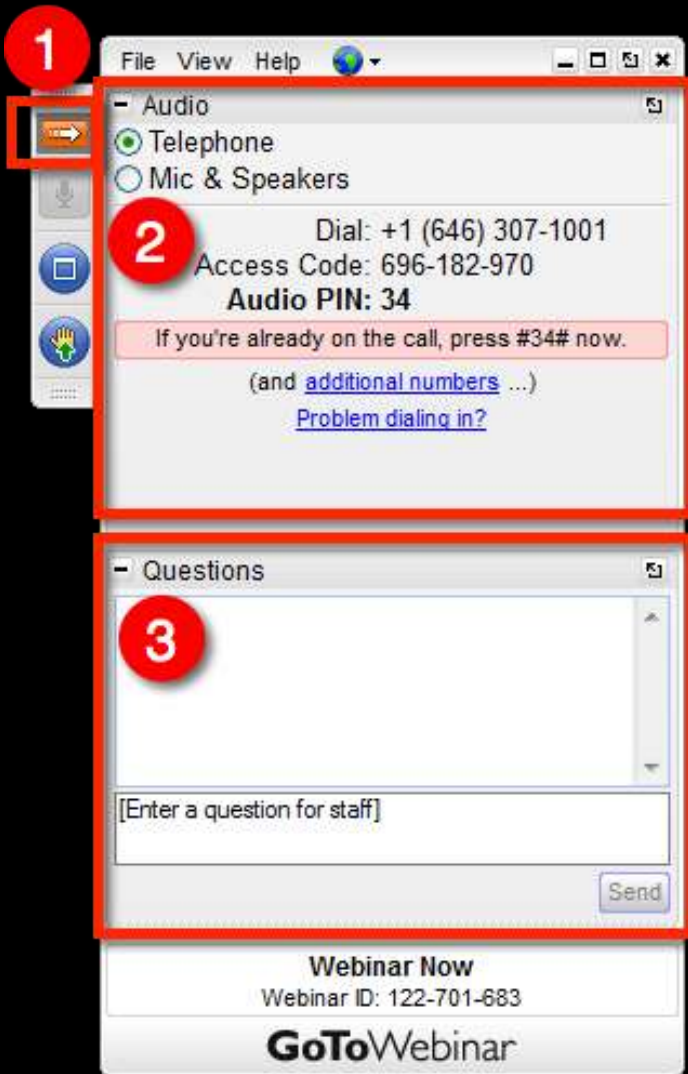 1
File View Help
Audio
Telephone
Mic & Speakers
2
Dial: +1 (646) 307-1001
Access Code: 696-182-970
Audio PIN: 34
If you're already on the call, press #34# now.
(and additional numbers ...)
Problem dialing in?
Questions
3
[Enter a question for staff]
Send
Webinar Now
Webinar ID: 122-701-683
GoToWebinar